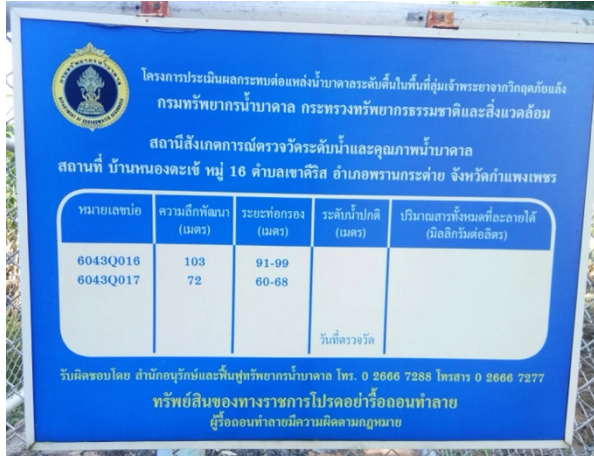 โครงการประเมินผลกระทบต่อแหล่งน้ำบาดาลระดับตื้นในพื้นที่ลุ่มเจ้าพระยาจากวิกฤตภัยแล้ง
กรมทรัพยากรน้ำบาดาล กระทรวงทรัพยากรธรรมชาติและสิ่งแวดล้อม
สถานีสังเกตการณ์ตรวจวัดระดับน้ำและคุณภาพน้ำบาดาล
สถานที่ บ้านหนองตะเข้ หมู่ 16 ตำบลเขาคีริส อำเภอพรานกระต่าย จังหวัดกำแพงเพชร
หมายเลขบ่อ ความลึกพัฒนา (เมตร) ระยะท่อกรอง (เมตร) ระดับน้ำปกติ (เมตร) ปริมาณสารทั้งหมดที่ละลายได้ (มิลลิกรัมต่อลิตร)
6043Q016 103 91-99
6043Q017 72 60-68
วันที่ตรวจวัด
รับผิดชอบโดย สำนักอนุรักษ์และฟื้นฟูทรัพยากรน้ำบาดาล โทร. 0 2666 7288 โทรสาร 0 2666 7277
ทรัพย์สินของทางราชการโปรดอย่ารื้อถอนทำลาย
ผู้รื้อถอนทำลายมีความผิดตามกฎหมาย